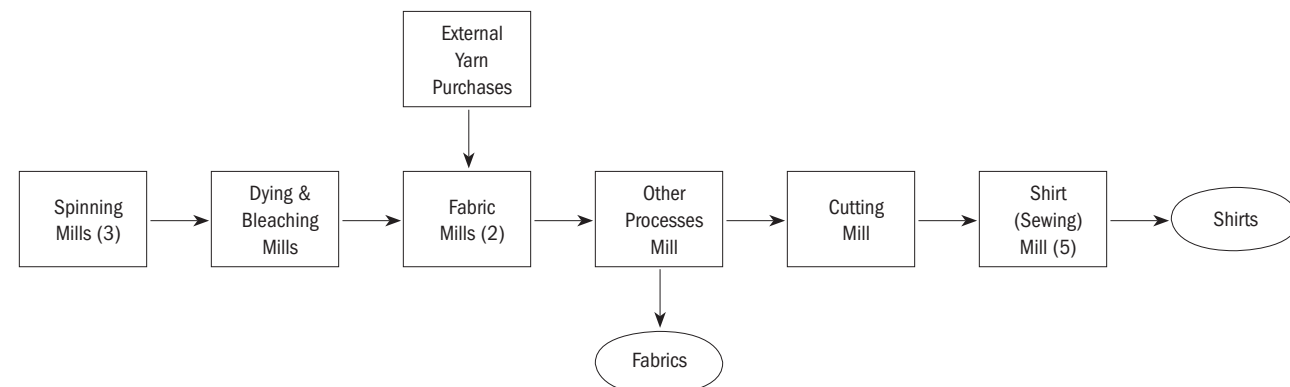 External
Yarn
Purchases
Spinning
Mills (3)
Dying &
Bleaching
Mills
Fabric
Mills (2)
Other
Processes
Mill
Cutting
Mill
Shirt
(Sewing)
Mill (5)
Shirts
Fabrics